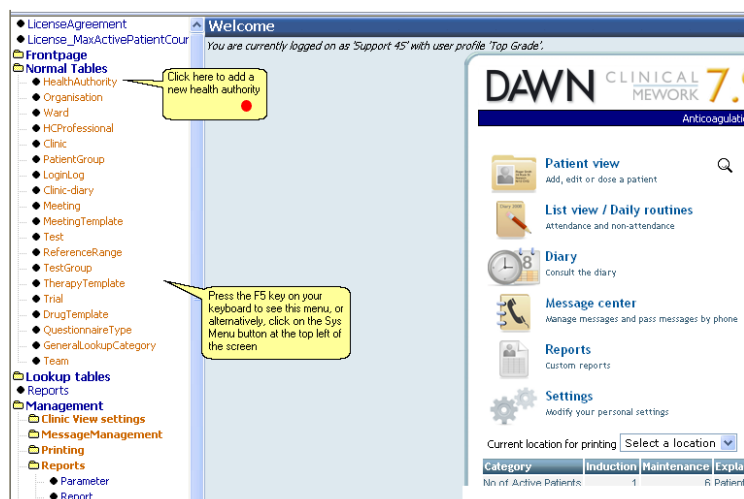 LicenseAgreement
License_MaxActivePatientCour
Frontpage
Normal Tables
HealthAuthority
Organisation
Ward
HCProfessional
Clinic
PatientGroup
LoginLog
Clinic-diary
Meeting
MeetingTemplate
Test
ReferenceRange
TestGroup
TherapyTemplate
Trial
DrugTemplate
QuestionnaireType
GeneralLookupCategory
Team
Lookup tables
Reports
Management
Clinic View settings
MessageManagement
Printing
Reports
Parameter
Report
Click here to add a
new health authority
Press the F5 key on your
keyboard to see this menu, or
alternatively, click on the Sys
Menu button at the top left of
the screen
Welcome
You are currently logged on as 'Support 45' with user profile 'Top Grade'.
DAWN CLINICAL
MEWORK 7.9
Anticoagulati
Patient view
Add, edit or dose a patient
List view / Daily routines
Attendance and non-attendance
Diary
Consult the diary
Message center
Manage messages and pass messages by phone
Reports
Custom reports
Settings
Modify your personal settings
Current location for printing Select a location
Category Induction Maintenance Expla
No of Active Patients 1 6 Patient